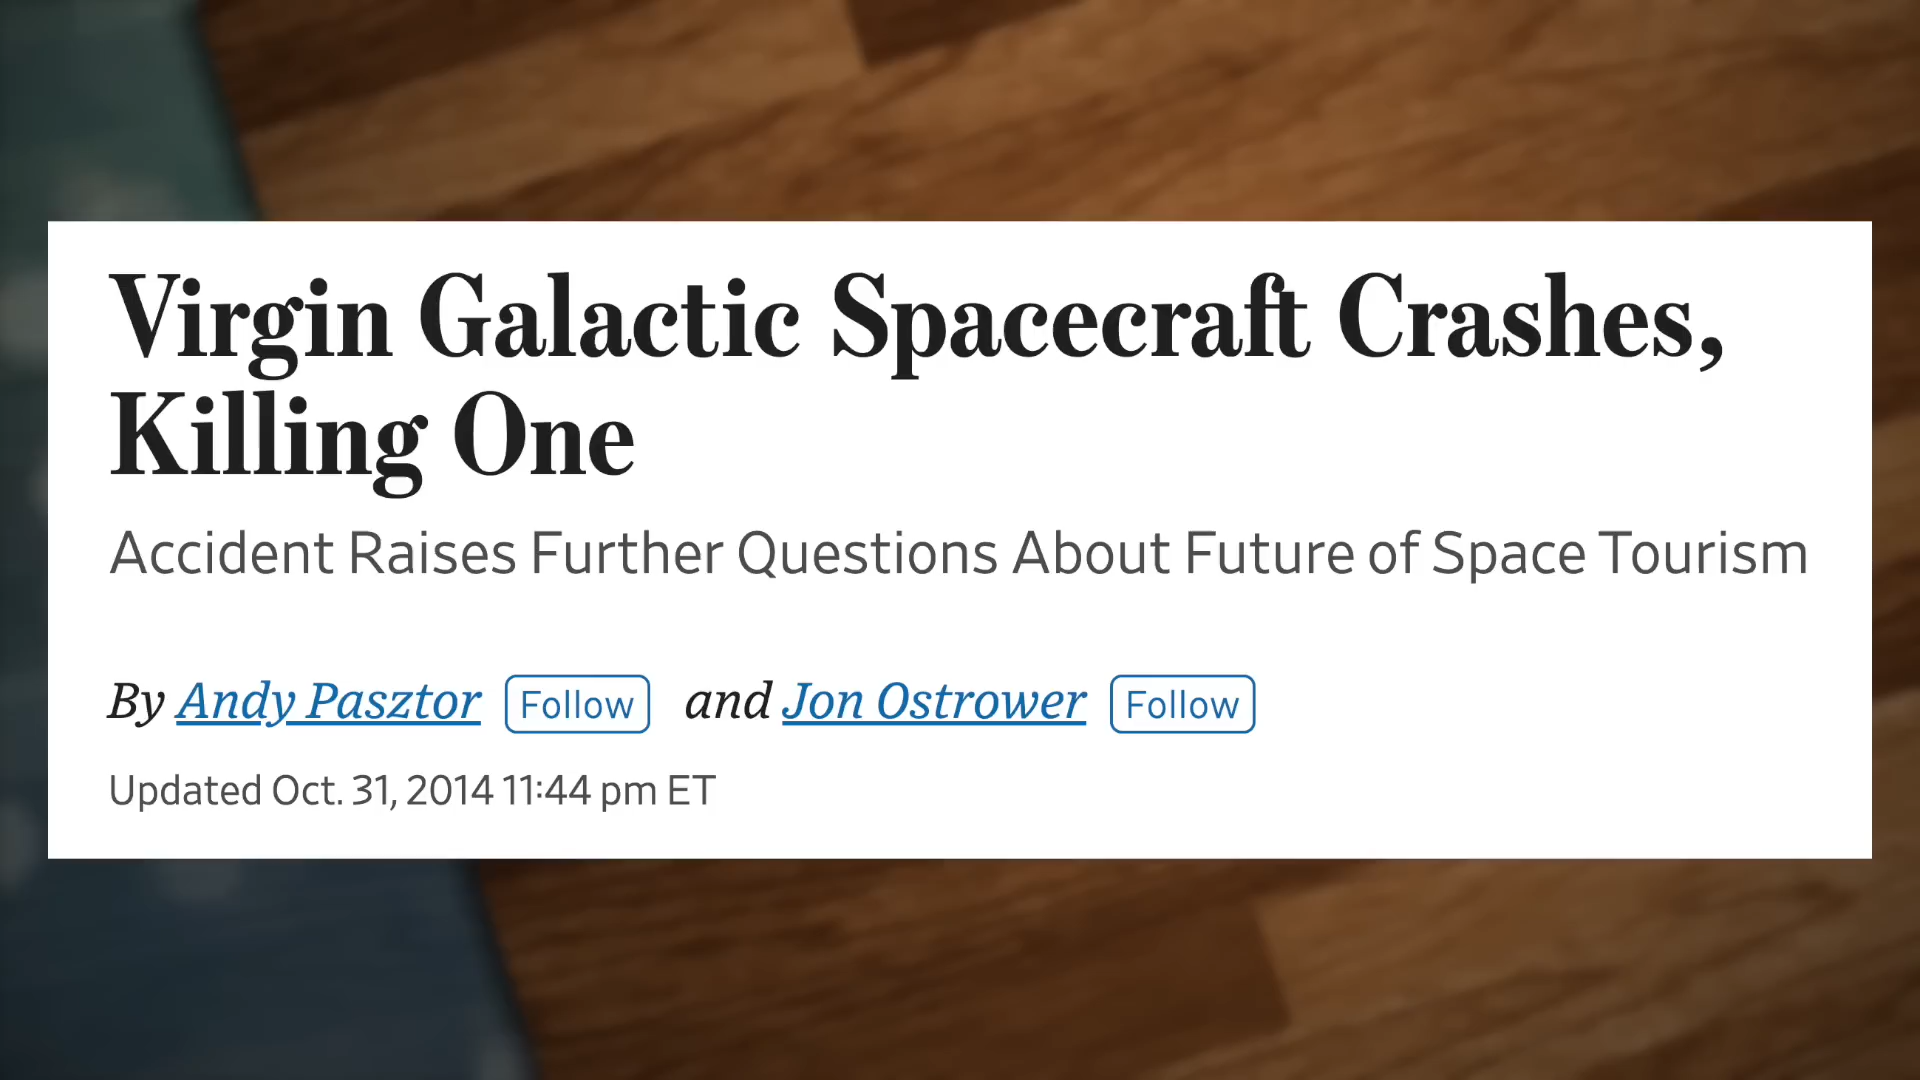 Virgin Galactic Spacecraft Crashes,
Killing One
Accident Raises Further Questions About Future of Space Tourism
By Andy Pasztor Follow and Jon Ostrower Follow
Updated Oct. 31, 2014 11:44 pm ET